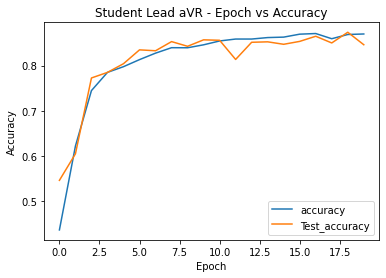 Student Lead aVR - Epoch vs Accuracy
Accuracy
0.8
0.7
0.6
0.5
0.0 2.5 5.0 7.5 10.0 12.5 15.0 17.5
Epoch
accuracy
Test_accuracy